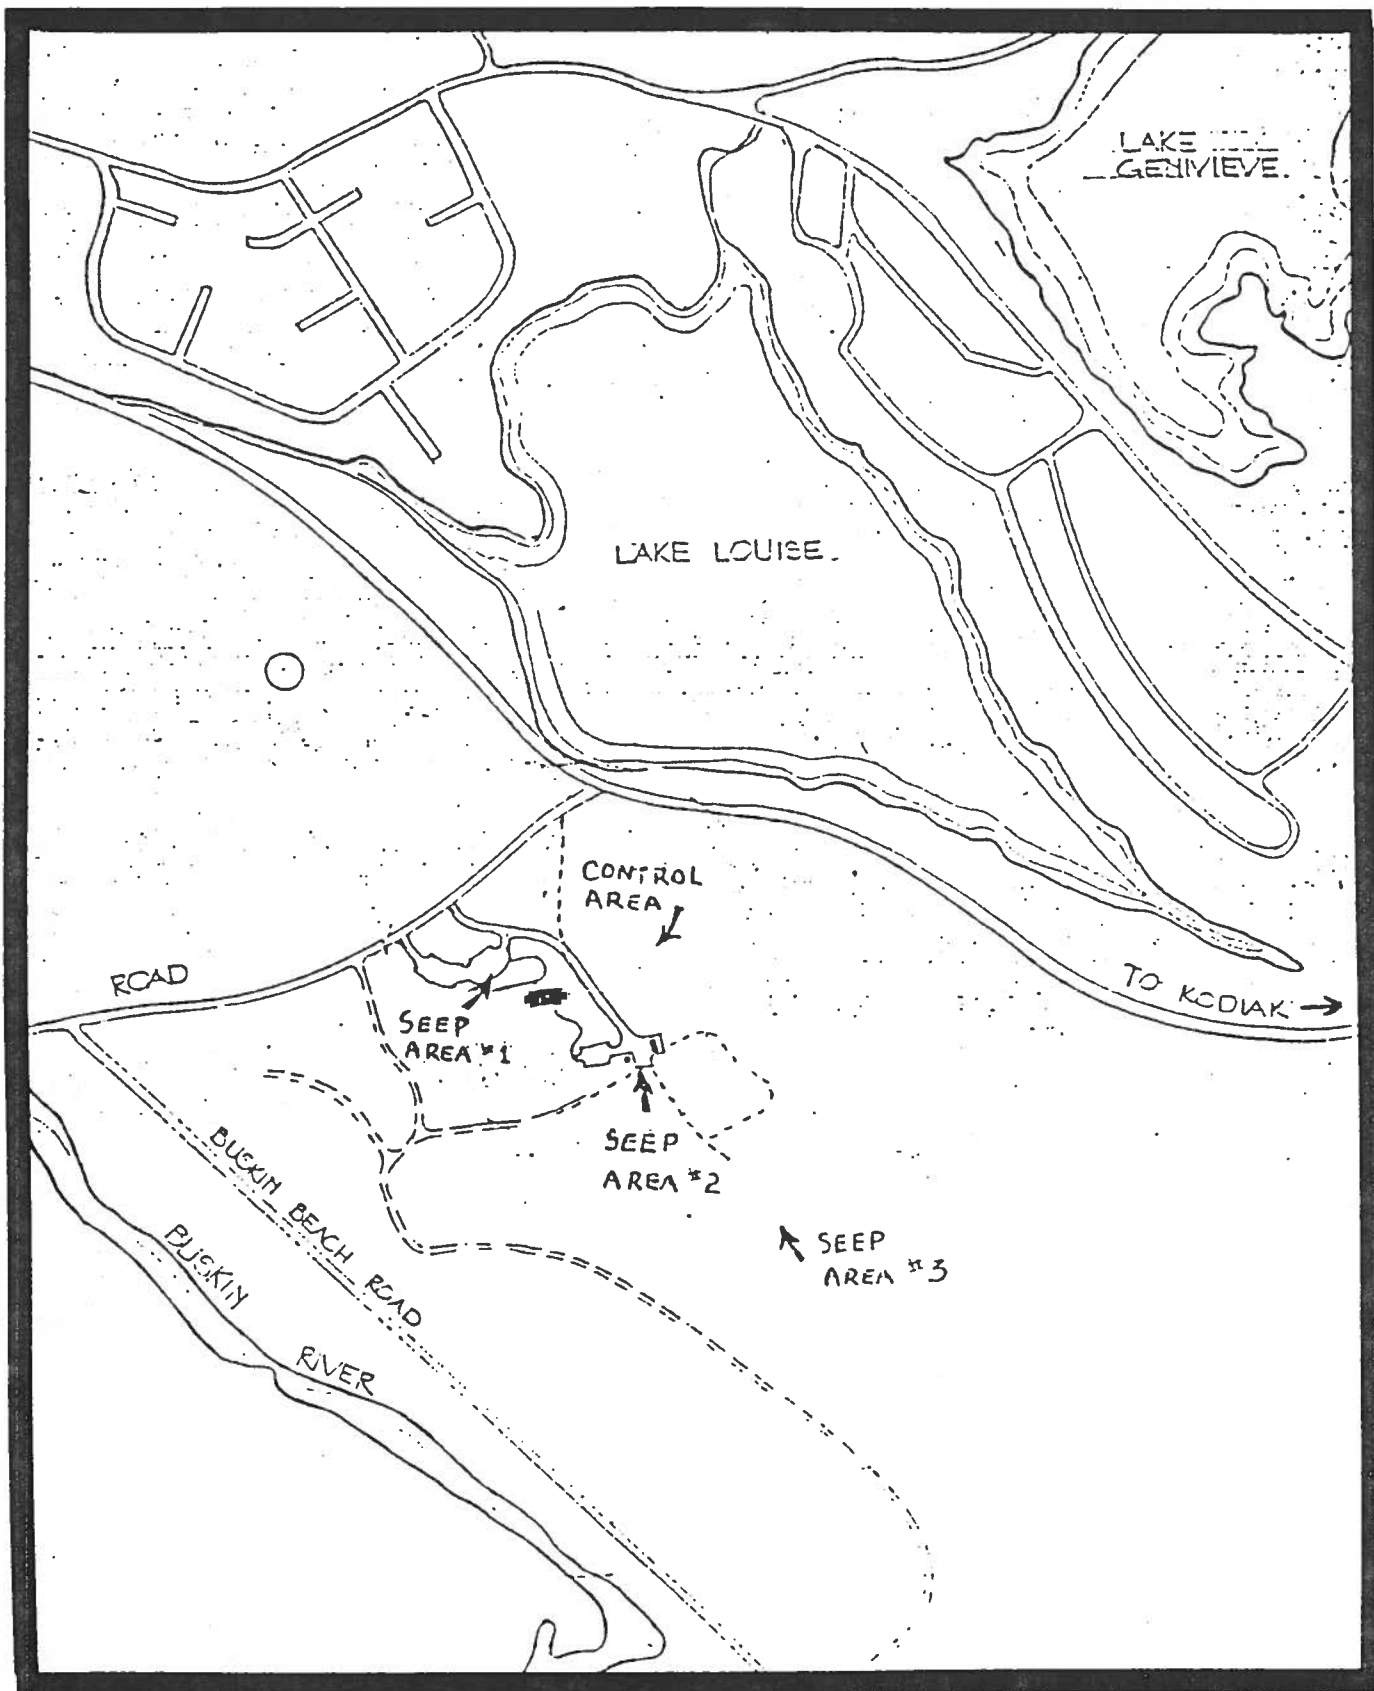 LAKE
GENIVIEVE.
LAKE LOUISE.
CONTROL
AREA
ROAD
TO KODIAK
SEEP
AREA #1
SEEP
AREA #2
BUSKIN BEACH ROAD
BUSKIN RIVER
SEEP
AREA #3